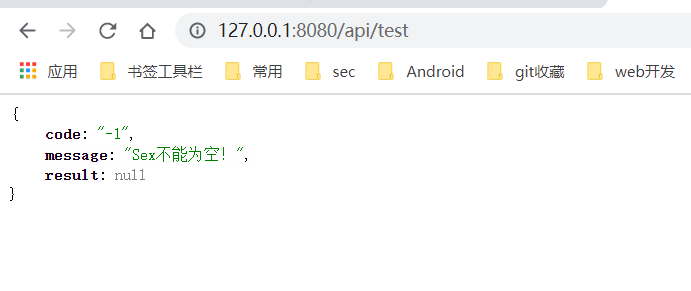 127.0.0.1:8080/api/test
应用 书签工具栏 常用 sec Android git收藏 web开发
{
code: "-1",
message: "Sex不能为空！",
result: null
}